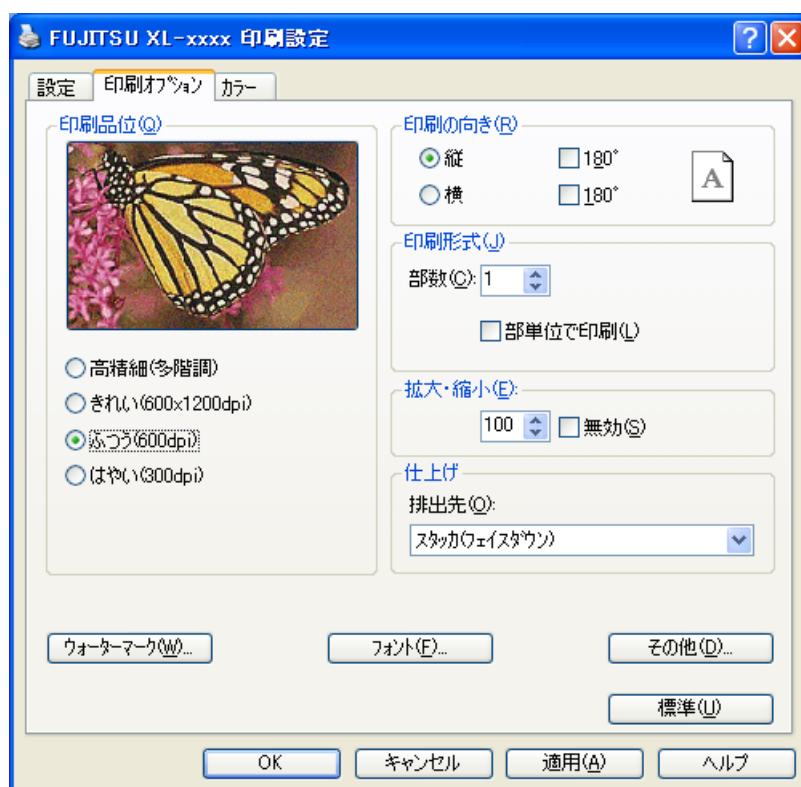 FUJITSU XL-xxxx 印刷設定
設定
印刷オプション
カラー
印刷品位(Q)
高精細(多階調)
きれい(600x1200dpi)
ふつう(600dpi)
はやい(300dpi)
印刷の向き(R)
縦
180°
横
180°
A
印刷形式(J)
部数(C): 1
部単位で印刷(L)
拡大・縮小(E):
100
無効(S)
仕上げ
排出先(O):
スタッカ(フェイスダウン)
ウォーターマーク(W)...
フォント(F)...
その他(D)...
標準(U)
OK
キャンセル
適用(A)
ヘルプ